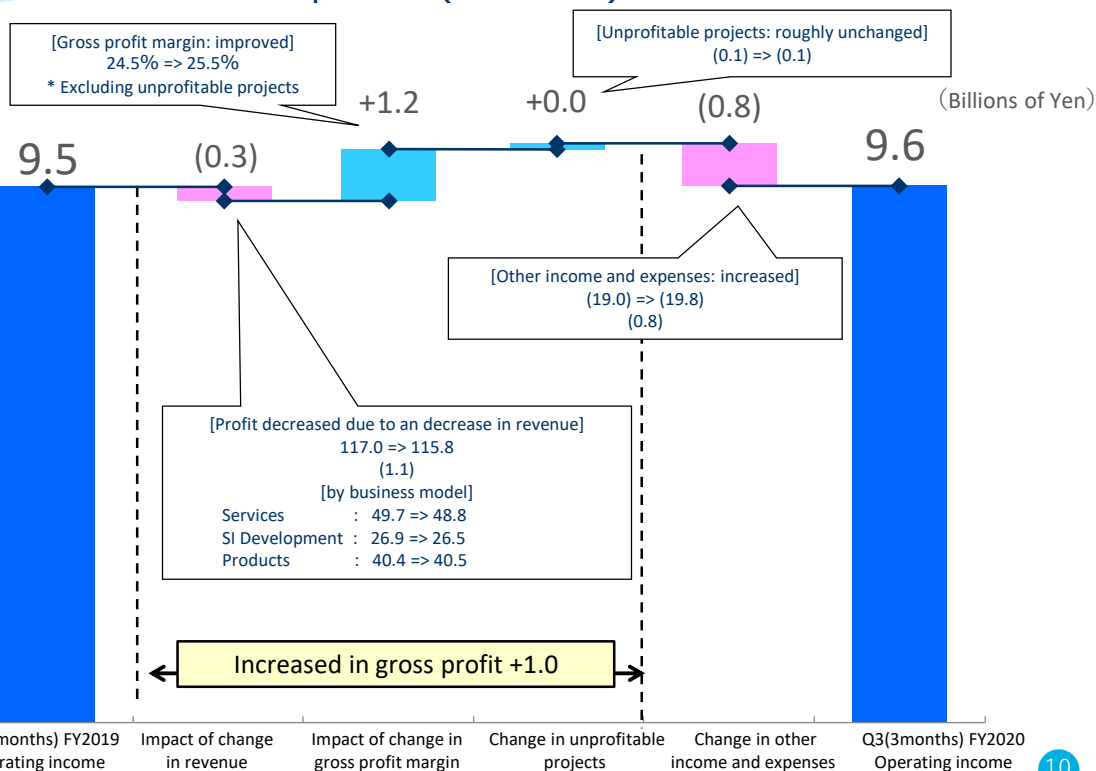 [Gross profit margin: improved]
24.5% => 25.5%
* Excluding unprofitable projects
[Unprofitable projects: roughly unchanged]
(0.1) => (0.1)
(Billions of Yen)
9.5
(0.3)
+1.2
+0.0
(0.8)
9.6
[Other income and expenses: increased]
(19.0) => (19.8)
(0.8)
[Profit decreased due to an decrease in revenue]
117.0 => 115.8
(1.1)
[by business model]
Services : 49.7 => 48.8
SI Development : 26.9 => 26.5
Products : 40.4 => 40.5
Increased in gross profit +1.0
months) FY2019
rating income
Impact of change
in revenue
Impact of change in
gross profit margin
Change in unprofitable
projects
Change in other
income and expenses
Q3(3months) FY2020
Operating income
10